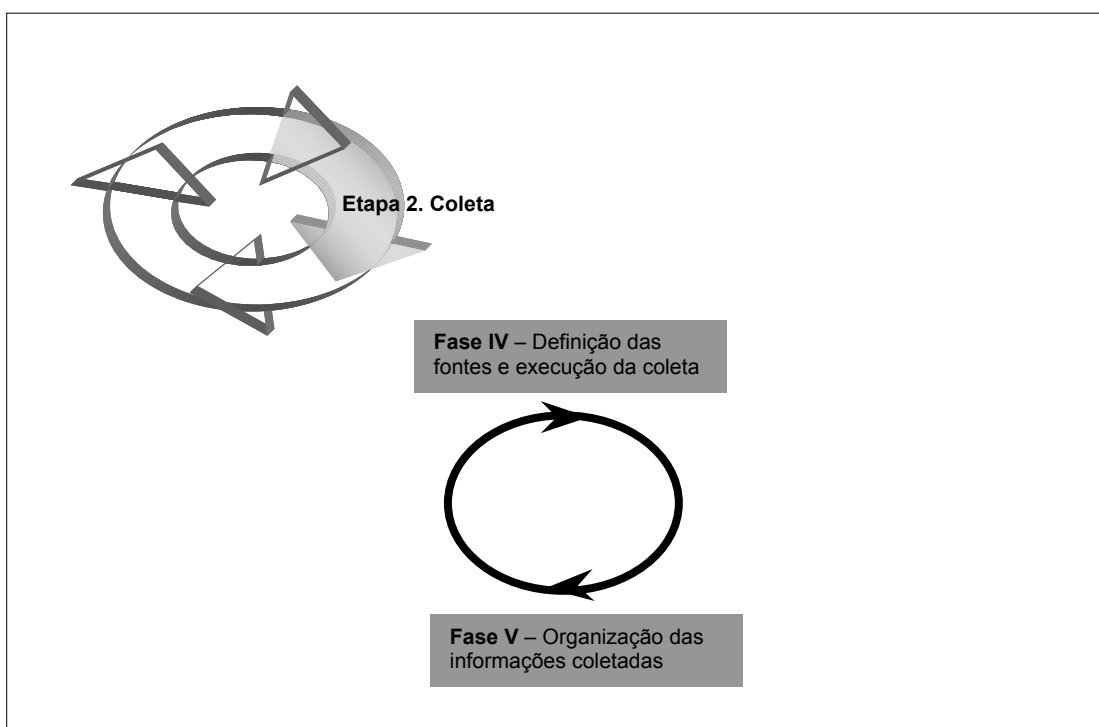 Etapa 2. Coleta
Fase IV – Definição das
fontes e execução da coleta
Fase V – Organização das
informações coletadas